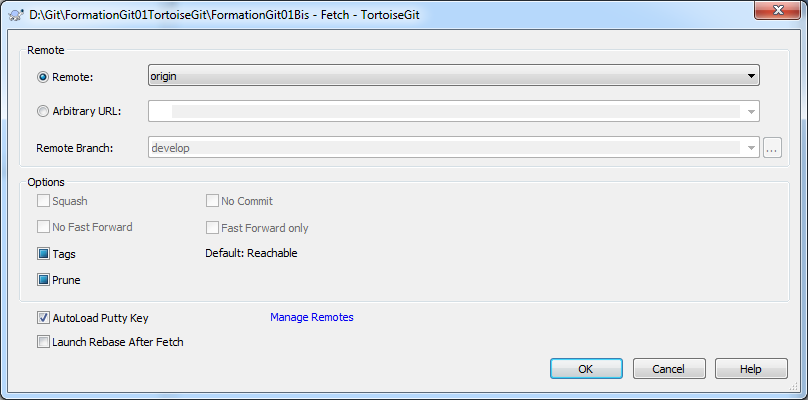 D:\Git\FormationGit01TortoiseGit\FormationGit01Bis - Fetch - TortoiseGit
Remote
Remote: origin
Arbitrary URL:
Remote Branch: develop ...
Options
Squash No Commit
No Fast Forward Fast Forward only
Tags Default: Reachable
Prune
AutoLoad Putty Key Manage Remotes
Launch Rebase After Fetch
OK Cancel Help